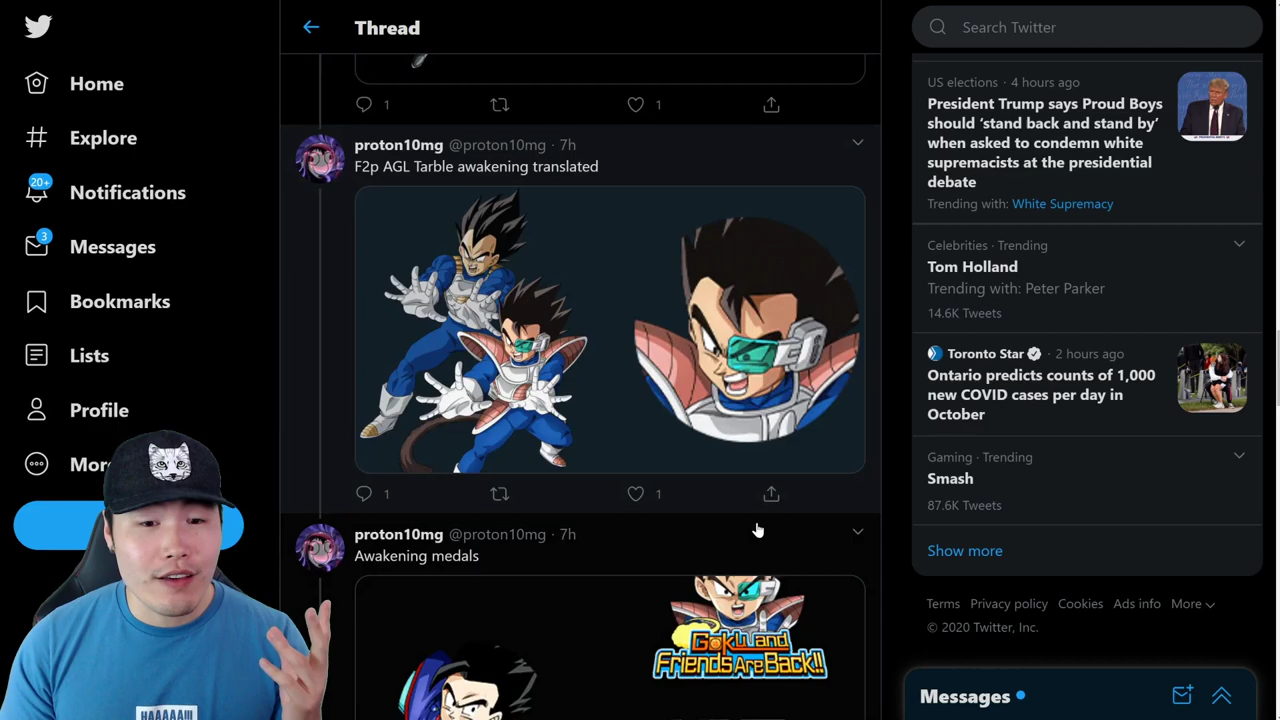 Thread
Search Twitter
Home
Explore
20+
Notifications
3
Messages
Bookmarks
Lists
Profile
1
1
proton10mg @proton10mg · 7h
F2p AGL Tarble awakening translated
1
1
proton10mg @proton10mg · 7h
Awakening medals
Goku and
Friends Are Back!!
HAAAAA!!!
US elections · 4 hours ago
President Trump says Proud Boys
should ‘stand back and stand by’
when asked to condemn white
supremacists at the presidential
debate
Trending with: White Supremacy
Celebrities · Trending
Tom Holland
Trending with: Peter Parker
14.6K Tweets
Toronto Star · 2 hours ago
Ontario predicts counts of 1,000
new COVID cases per day in
October
Gaming · Trending
Smash
87.6K Tweets
Show more
Terms Privacy policy Cookies Ads info More
© 2020 Twitter, Inc.
Messages